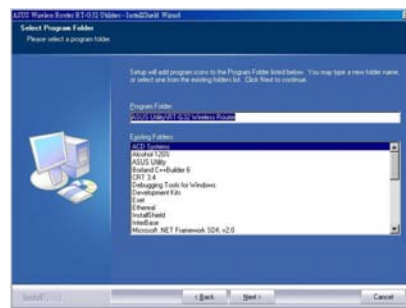 ASUS Wireless Router RT-G32 Utilities - InstallShield Wizard
Select Program Folder
Please select a program folder.
Setup will add program icons to the Program Folder listed below. You may type a new folder name, or select one from the existing folders list. Click Next to continue.
Program Folder:
ASUS Utility\RT-G32 Wireless Router
Existing Folders:
ACD Systems
Alcohol 120%
ASUS Utility
Borland C++Builder 6
CRT 3.4
Debugging Tools for Windows
Development Kits
Eset
Ethereal
InstallShield
InterBase
Microsoft .NET Framework SDK v2.0
InstallShield
< Back
Next >
Cancel